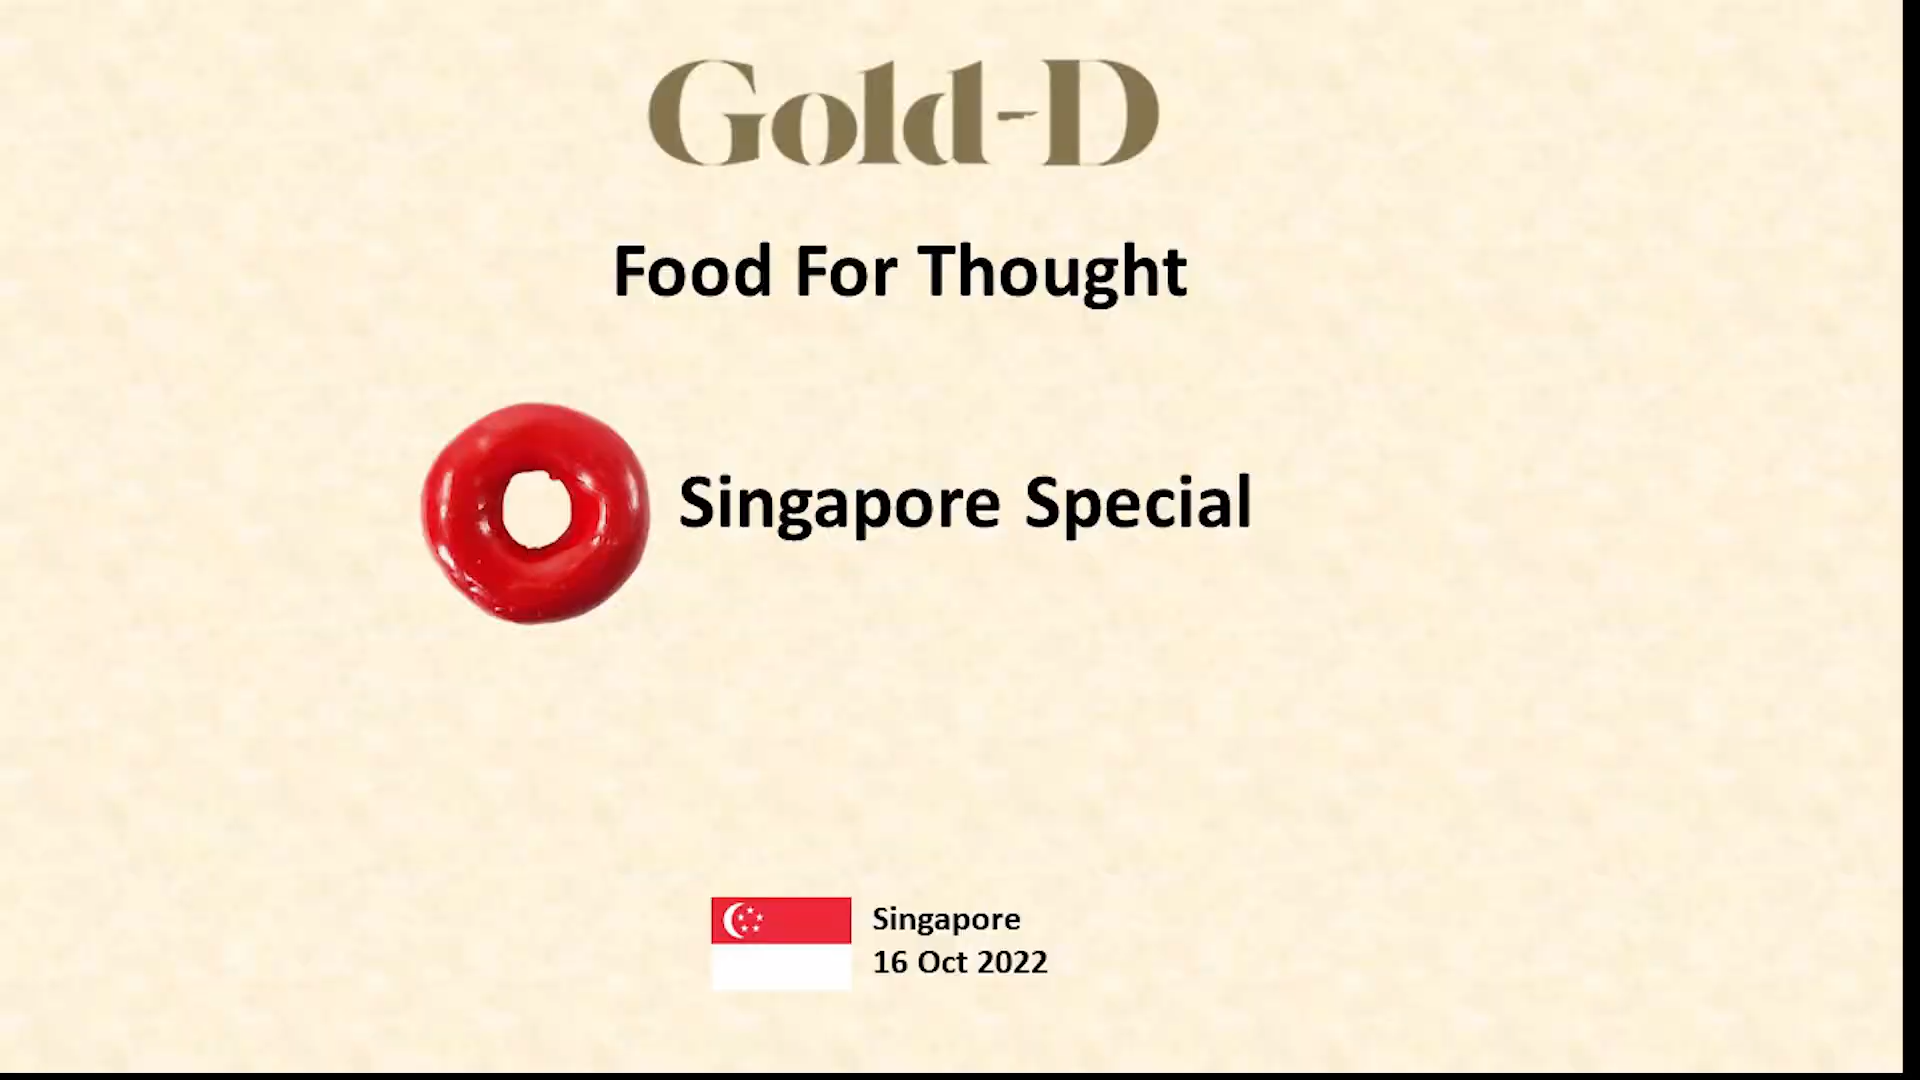 Gold-D
Food For Thought
Singapore Special
Singapore
16 Oct 2022